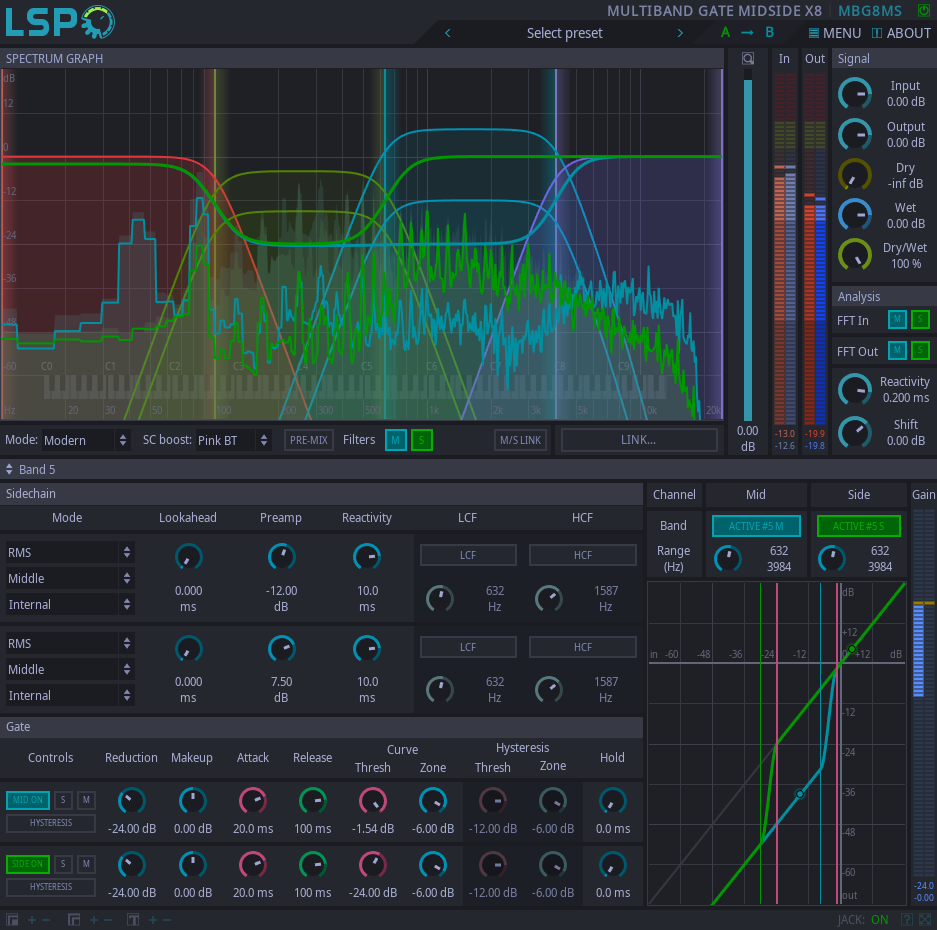 LSP
MULTIBAND GATE MIDSIDE X8 MBG8MS
Select preset A B MENU ABOUT
SPECTRUM GRAPH In Out Signal
dB
12
0
-12
-24
-36
-48
-60
C0 C1 C2 C3 C4 C5 C6 C7 C8 C9
Hz 20 30 50 100 200 300 500 1k 2k 3k 5k 10k 20k
0.00
dB
-13.0 -19.9
-12.6 -19.8
Input
0.00 dB
Output
0.00 dB
Dry
-inf dB
Wet
0.00 dB
Dry/Wet
100 %
Analysis
FFT In M S
FFT Out M S
Reactivity
0.200 ms
Shift
0.00 dB
Mode: Modern SC boost: Pink BT PRE-MIX Filters M S M/S LINK LINK...
Band 5
Sidechain
Mode Lookahead Preamp Reactivity LCF HCF
RMS
Middle
Internal
0.000
ms
-12.00
dB
10.0
ms
LCF
632
Hz
HCF
1587
Hz
RMS
Middle
Internal
0.000
ms
7.50
dB
10.0
ms
LCF
632
Hz
HCF
1587
Hz
Channel Mid Side Gain
Band ACTIVE #5 M ACTIVE #5 S
Range
(Hz)
632
3984
632
3984
dB
+12
in -60 -48 -36 -24 -12 0 +12 dB
-12
-24
-36
-48
-60
out
-24.0
-0.00
Gate
Controls Reduction Makeup Attack Release Curve Hysteresis Hold
Thresh Zone Thresh Zone
MID ON S M
HYSTERESIS
-24.00 dB 0.00 dB 20.0 ms 100 ms -1.54 dB -6.00 dB -12.00 dB -6.00 dB 0.0 ms
SIDE ON S M
HYSTERESIS
-24.00 dB 0.00 dB 20.0 ms 100 ms -24.00 dB -6.00 dB -12.00 dB -6.00 dB 0.0 ms
JACK: ON ?